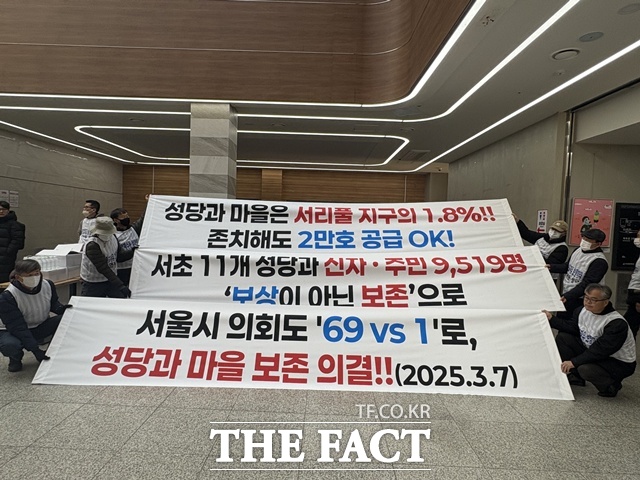 성당과 마을은 서리풀 지구의 1.8%!!
존치해도 2만호 공급 OK!
서초 11개 성당과 신자·주민 9,519명
'보상이 아닌 보존'으로
서울시 의회도 '69 vs 1'로,
성당과 마을 보존 의결!!(2025.3.7)
TF.CO.KR
THE FACT